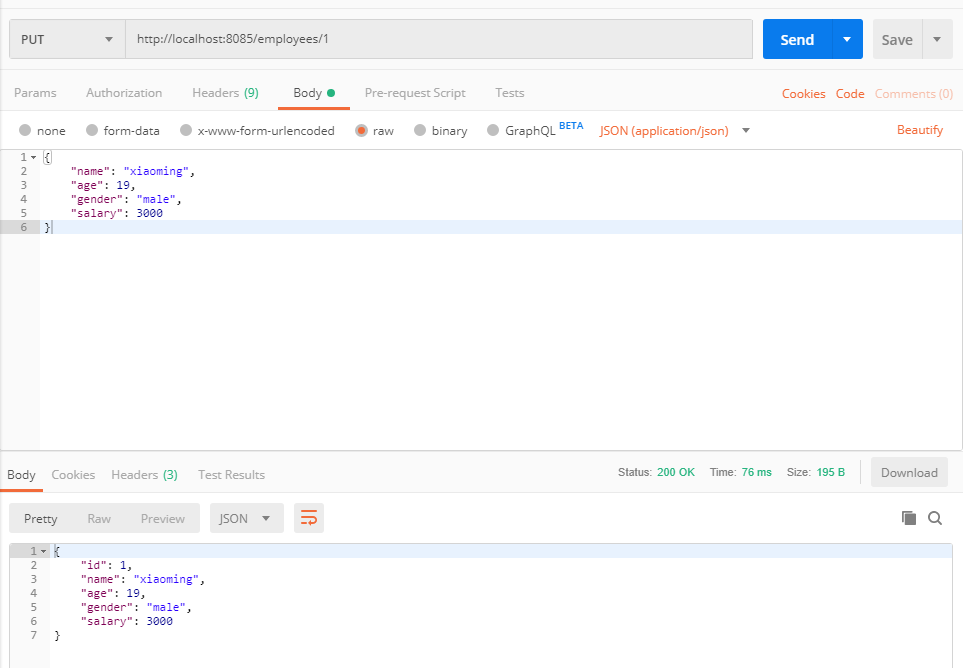 PUT http://localhost:8085/employees/1 Send Save
Params Authorization Headers (9) Body Pre-request Script Tests Cookies Code Comments (0)
none form-data x-www-form-urlencoded raw binary GraphQL BETA JSON (application/json) Beautify
1 {
2 "name": "xiaoming",
3 "age": 19,
4 "gender": "male",
5 "salary": 3000
6 }
Body Cookies Headers (3) Test Results Status: 200 OK Time: 76 ms Size: 195 B Download
Pretty Raw Preview JSON
1 {
2 "id": 1,
3 "name": "xiaoming",
4 "age": 19,
5 "gender": "male",
6 "salary": 3000
7 }